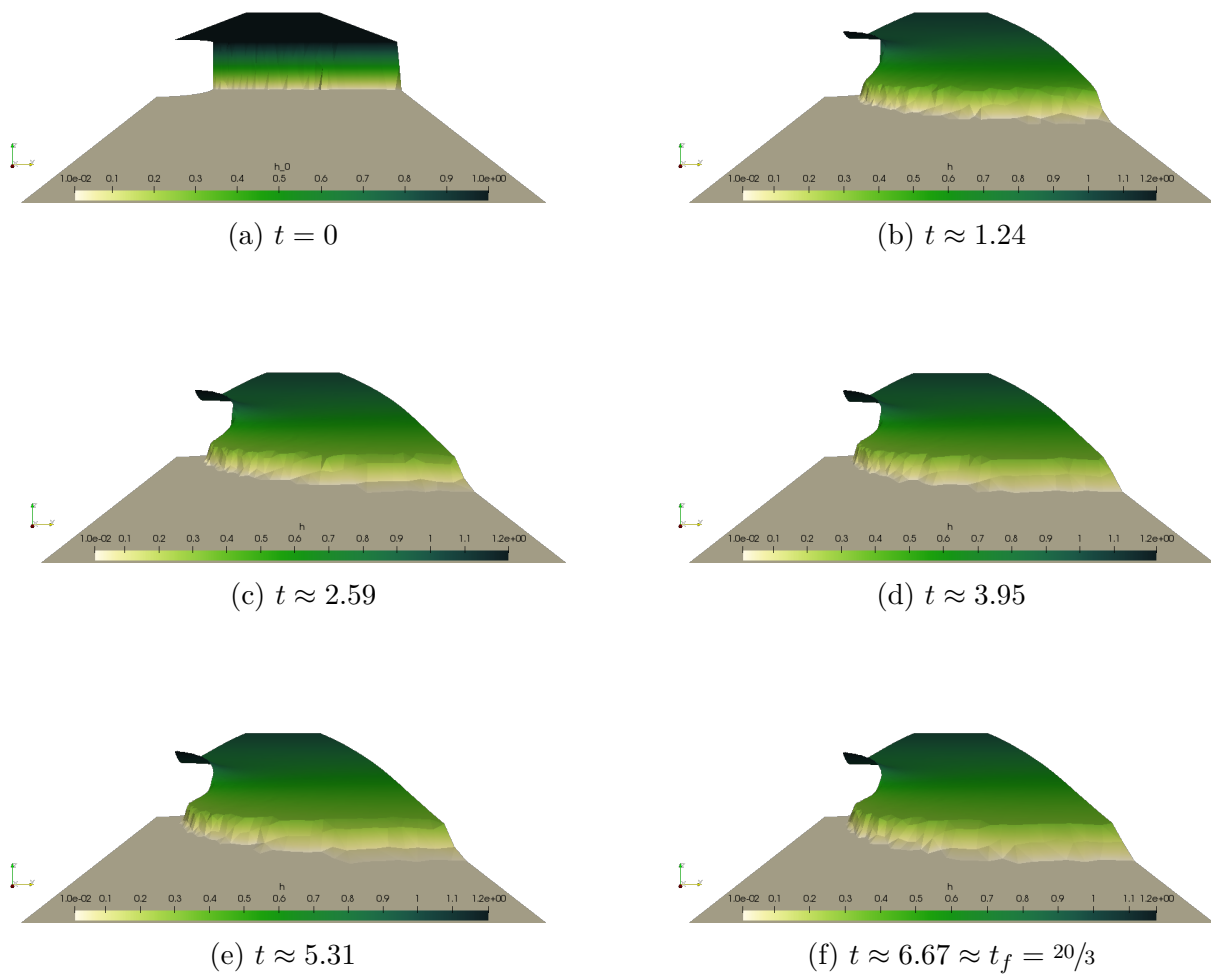 h_0
1.0e-02 0.1 0.2 0.3 0.4 0.5 0.6 0.7 0.8 0.9 1.0e+00
(a) t = 0
h
1.0e-02 0.1 0.2 0.3 0.4 0.5 0.6 0.7 0.8 0.9 1 1.1 1.2e+00
(b) t ≈ 1.24
h
1.0e-02 0.1 0.2 0.3 0.4 0.5 0.6 0.7 0.8 0.9 1 1.1 1.2e+00
(c) t ≈ 2.59
h
1.0e-02 0.1 0.2 0.3 0.4 0.5 0.6 0.7 0.8 0.9 1 1.1 1.2e+00
(d) t ≈ 3.95
h
1.0e-02 0.1 0.2 0.3 0.4 0.5 0.6 0.7 0.8 0.9 1 1.1 1.2e+00
(e) t ≈ 5.31
h
1.0e-02 0.1 0.2 0.3 0.4 0.5 0.6 0.7 0.8 0.9 1 1.1 1.2e+00
(f) t ≈ 6.67 ≈ t_f = 20/3